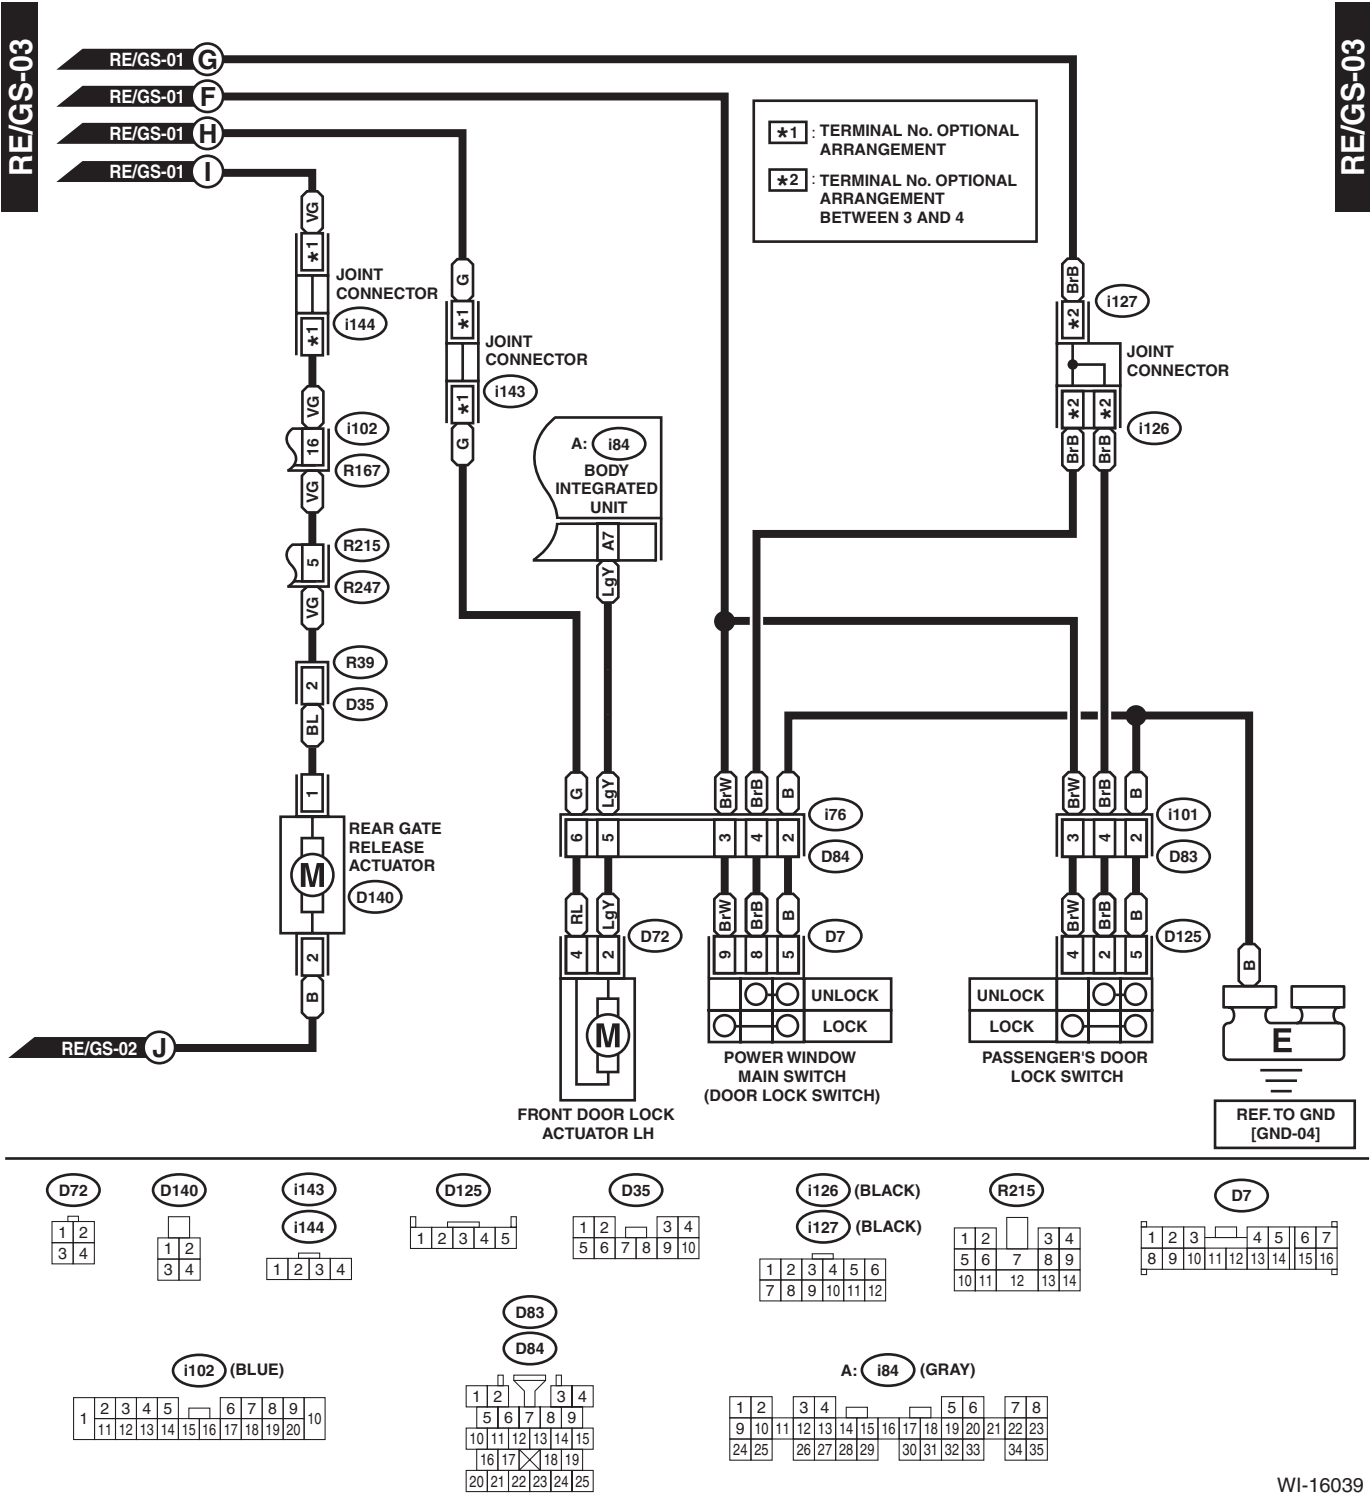 RE/GS-03
RE/GS-03
RE/GS-01 G
RE/GS-01 F
RE/GS-01 H
RE/GS-01 I
*1 : TERMINAL No. OPTIONAL
ARRANGEMENT
*2 : TERMINAL No. OPTIONAL
ARRANGEMENT
BETWEEN 3 AND 4
VG
*1
JOINT
CONNECTOR
i144
*1
VG
i102
16
R167
VG
R215
5
R247
VG
R39
2
D35
BL
1
REAR GATE
RELEASE
ACTUATOR
M
D140
2
B
RE/GS-02 J
G
*1
JOINT
CONNECTOR
i143
*1
G
A: i84
BODY
INTEGRATED
UNIT
A7
LgY
BrB
i127
*2
JOINT
CONNECTOR
*2 *2
i126
BrB BrB
G LgY BrW BrB B
i76
6 5 3 4 2
D84
RL LgY BrW BrB B
D72
D7
4 2 9 8 5
M
UNLOCK
LOCK
POWER WINDOW
MAIN SWITCH
(DOOR LOCK SWITCH)
FRONT DOOR LOCK
ACTUATOR LH
BrW BrB B
i101
3 4 2
D83
BrW BrB B
D125
4 2 5
UNLOCK
LOCK
PASSENGER'S DOOR
LOCK SWITCH
B
E
REF. TO GND
[GND-04]
D72
1 2
3 4
D140
1 2
3 4
i143
i144
1 2 3 4
D125
1 2 3 4 5
D35
1 2 3 4
5 6 7 8 9 10
i126 (BLACK)
i127 (BLACK)
1 2 3 4 5 6
7 8 9 10 11 12
R215
1 2 3 4
5 6 7 8 9
10 11 12 13 14
D7
1 2 3 4 5 6 7
8 9 10 11 12 13 14 15 16
i102 (BLUE)
1 2 3 4 5 6 7 8 9 10
11 12 13 14 15 16 17 18 19 20
D83
D84
1 2 3 4
5 6 7 8 9
10 11 12 13 14 15
16 17 18 19
20 21 22 23 24 25
A: i84 (GRAY)
1 2 3 4 5 6 7 8
9 10 11 12 13 14 15 16 17 18 19 20 21 22 23
24 25 26 27 28 29 30 31 32 33 34 35
WI-16039